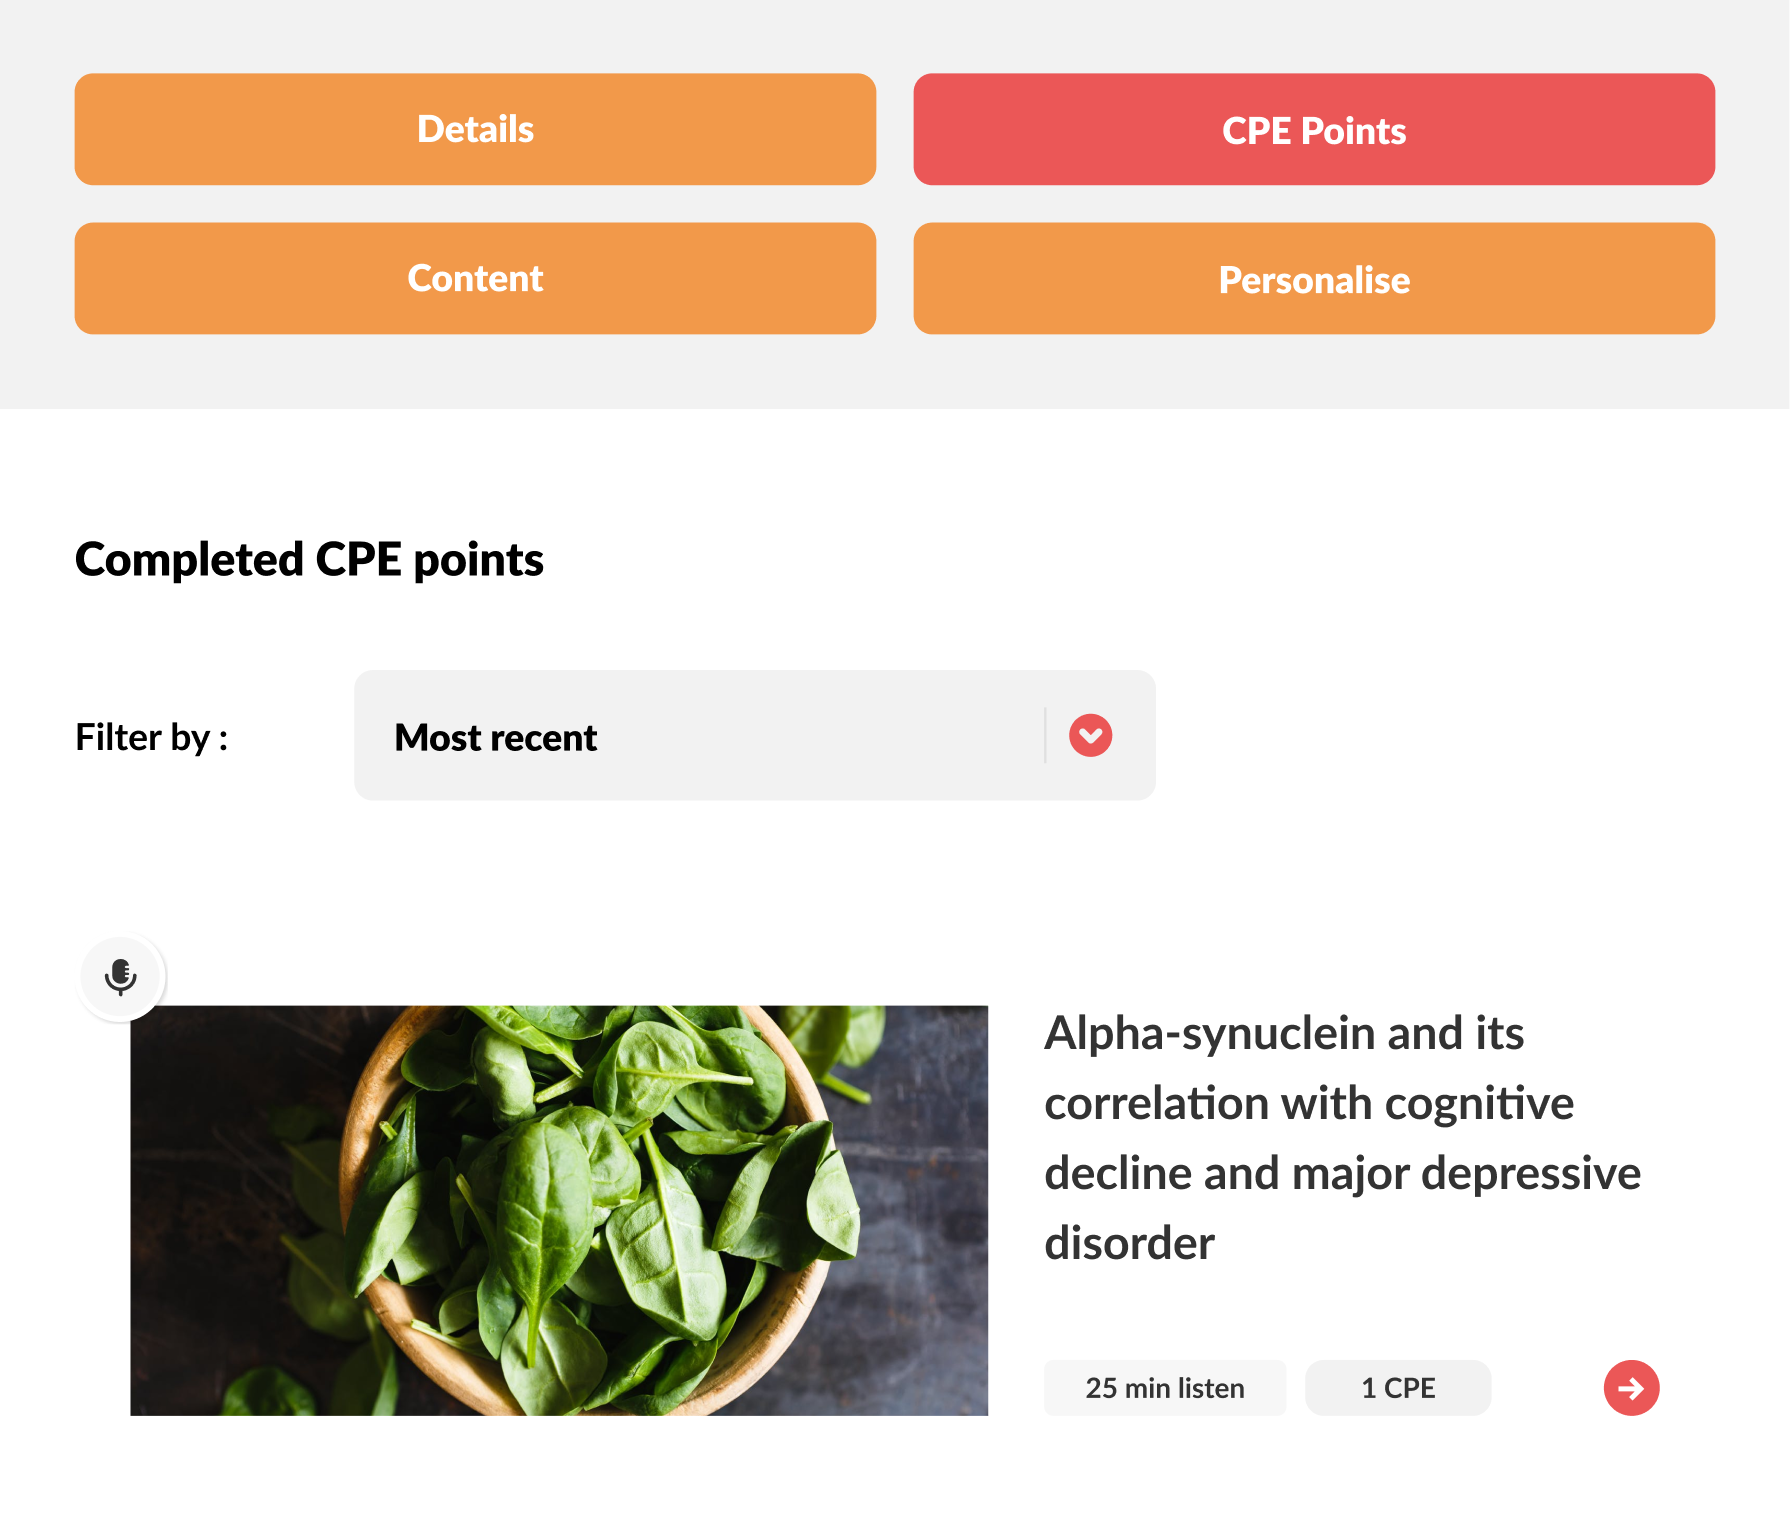 Details
CPE Points
Content
Personalise
Completed CPE points
Filter by :
Most recent
Alpha-synuclein and its
correlation with cognitive
decline and major depressive
disorder
25 min listen
1 CPE